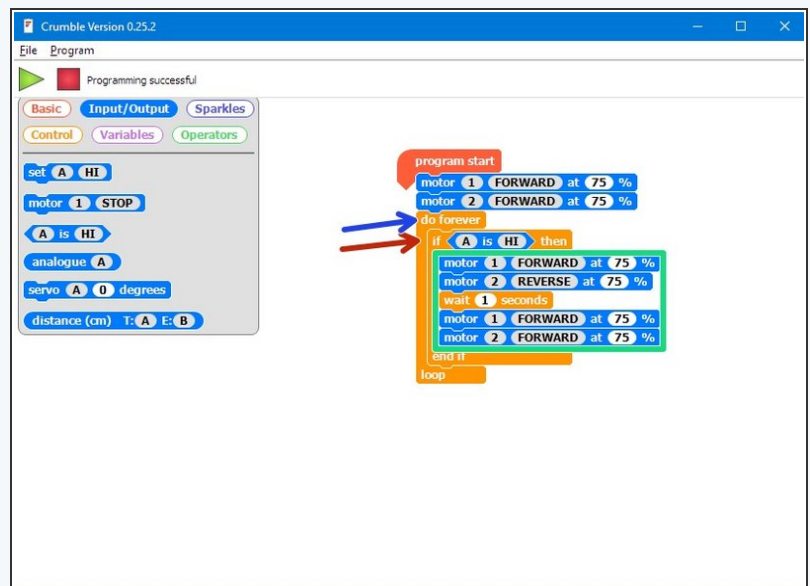 Crumble Version 0.25.2
File Program
Programming successful
Basic Input/Output Sparkles
Control Variables Operators
set A HI
motor 1 STOP
A is HI
analogue A
servo A 0 degrees
distance (cm) T: A E: B
program start
motor 1 FORWARD at 75 %
motor 2 FORWARD at 75 %
do forever
if A is HI then
motor 1 FORWARD at 75 %
motor 2 REVERSE at 75 %
wait 1 seconds
motor 1 FORWARD at 75 %
motor 2 FORWARD at 75 %
end if
loop